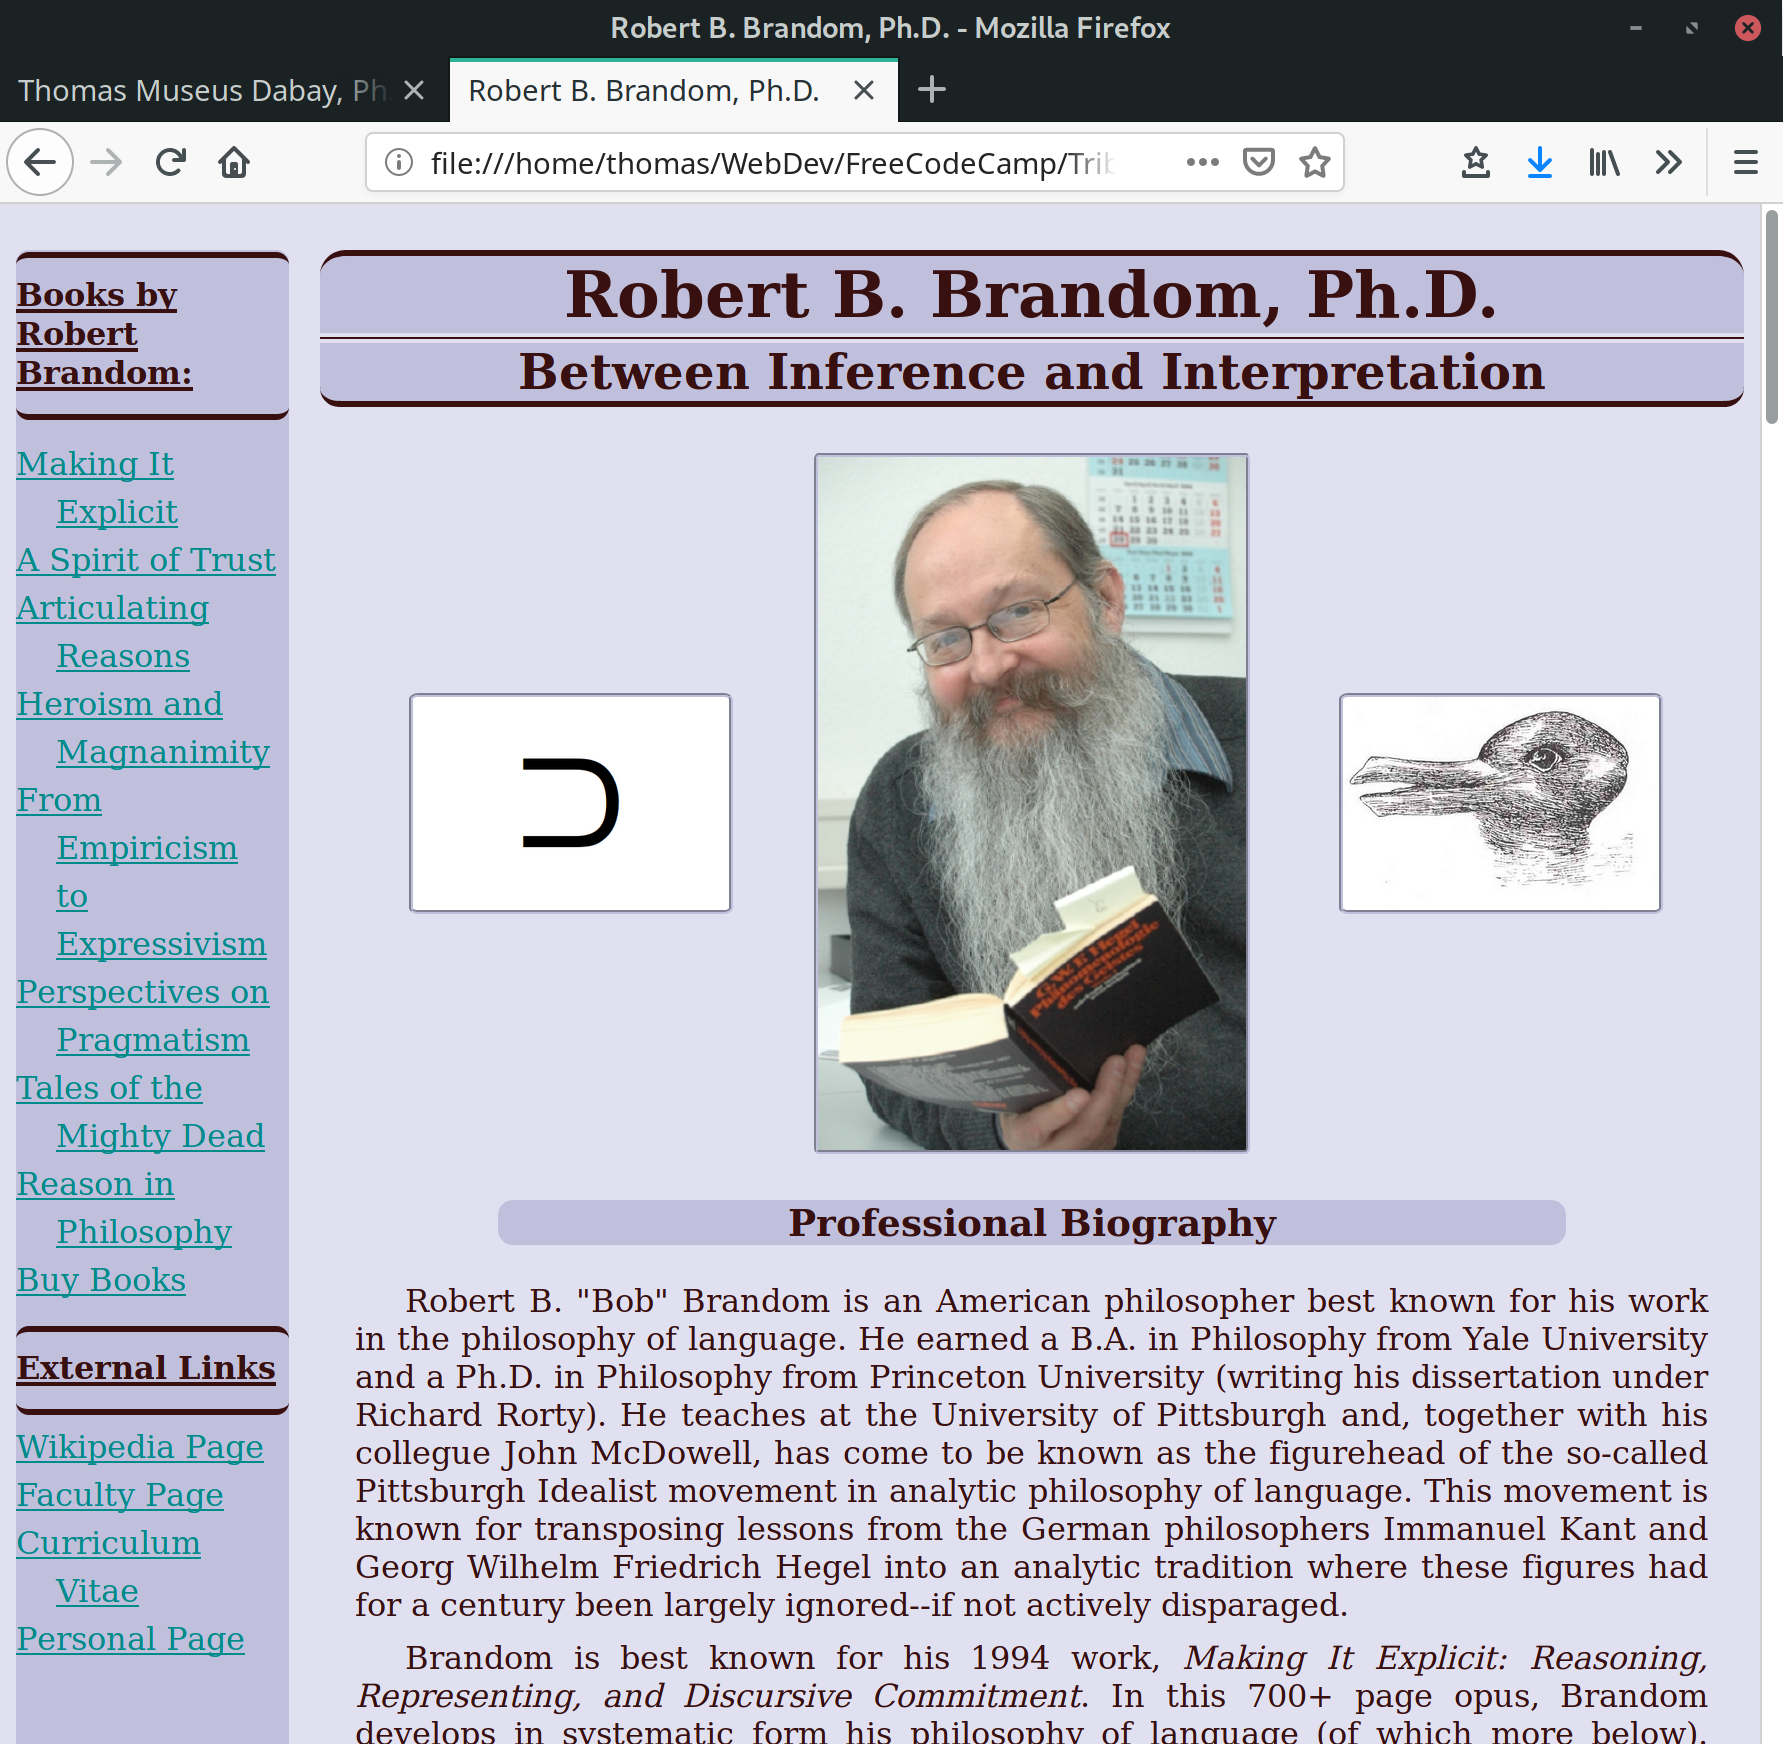 Robert B. Brandom, Ph.D. - Mozilla Firefox
Thomas Museus Dabay, Ph
Robert B. Brandom, Ph.D.
file:///home/thomas/WebDev/FreeCodeCamp/Trib
Books by
Robert
Brandom:
Making It
Explicit
A Spirit of Trust
Articulating
Reasons
Heroism and
Magnanimity
From
Empiricism
to
Expressivism
Perspectives on
Pragmatism
Tales of the
Mighty Dead
Reason in
Philosophy
Buy Books
External Links
Wikipedia Page
Faculty Page
Curriculum
Vitae
Personal Page
Robert B. Brandom, Ph.D.
Between Inference and Interpretation
⊃
G.W.F. Hegel
Phänomenologie
des Geistes
Professional Biography
Robert B. "Bob" Brandom is an American philosopher best known for his work
in the philosophy of language. He earned a B.A. in Philosophy from Yale University
and a Ph.D. in Philosophy from Princeton University (writing his dissertation under
Richard Rorty). He teaches at the University of Pittsburgh and, together with his
collegue John McDowell, has come to be known as the figurehead of the so-called
Pittsburgh Idealist movement in analytic philosophy of language. This movement is
known for transposing lessons from the German philosophers Immanuel Kant and
Georg Wilhelm Friedrich Hegel into an analytic tradition where these figures had
for a century been largely ignored--if not actively disparaged.
Brandom is best known for his 1994 work, Making It Explicit: Reasoning,
Representing, and Discursive Commitment. In this 700+ page opus, Brandom
develops in systematic form his philosophy of language (of which more below).